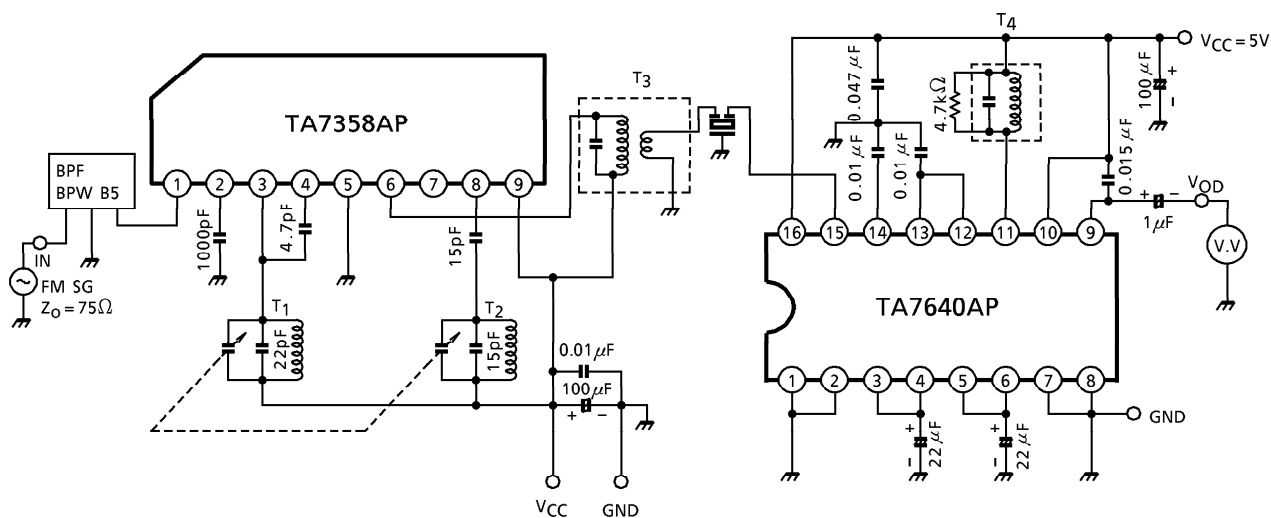 TA7358AP
BPF
BPW B5
1 2 3 4 5 6 7 8 9
IN
FM SG
Z_O = 75Ω
1000pF
4.7pF
15pF
T1
22pF
T2
15pF
T3
0.01μF
100μF
+ −
VCC
GND
T4
VCC = 5V
0.047μF
0.01μF
0.01μF
4.7kΩ
100μF
+
−
0.015μF
VOD
+ −
1μF
V.V
16 15 14 13 12 11 10 9
TA7640AP
1 2 3 4 5 6 7 8
GND
+
−
22μF
+
−
22μF